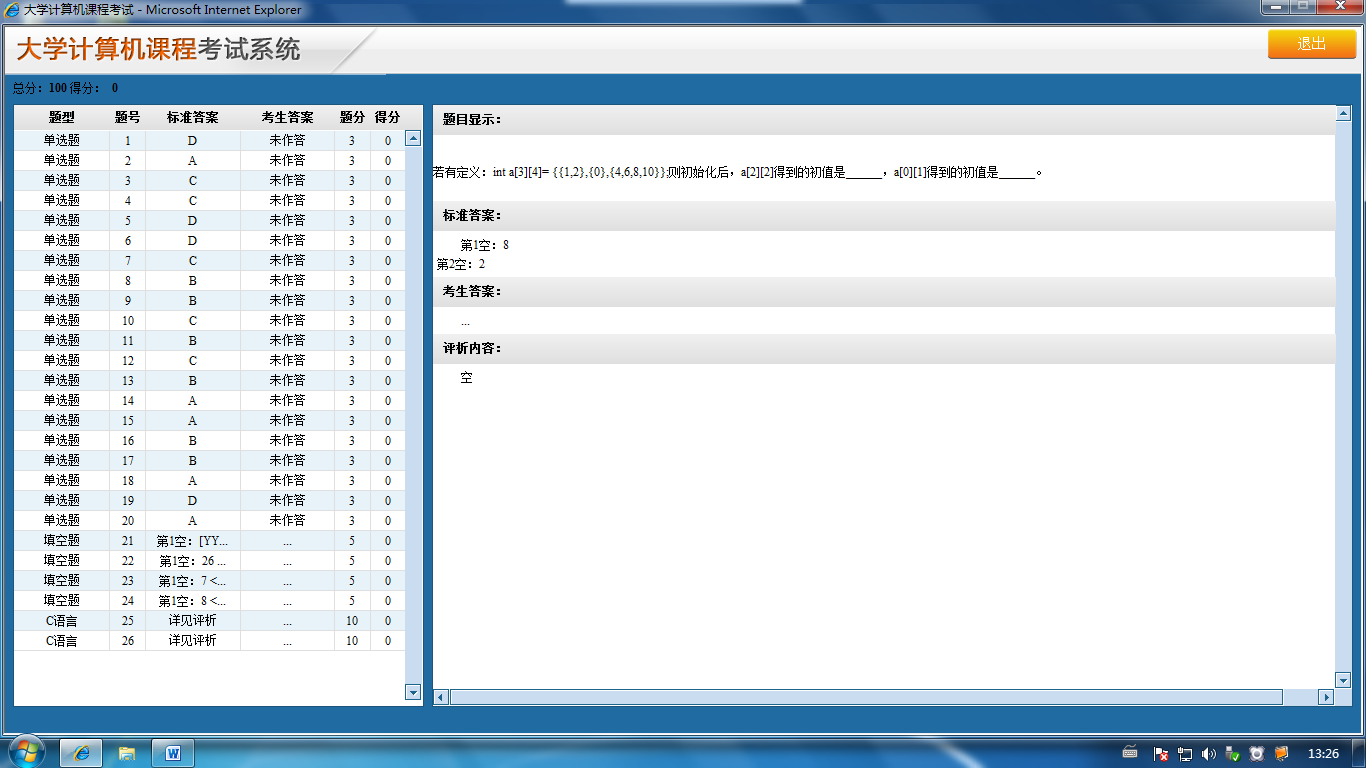 大学计算机课程考试 - Microsoft Internet Explorer
大学计算机课程考试系统
退出
总分：100 得分： 0
题型 题号 标准答案 考生答案 题分 得分
单选题 1 D 未作答 3 0
单选题 2 A 未作答 3 0
单选题 3 C 未作答 3 0
单选题 4 C 未作答 3 0
单选题 5 D 未作答 3 0
单选题 6 D 未作答 3 0
单选题 7 C 未作答 3 0
单选题 8 B 未作答 3 0
单选题 9 B 未作答 3 0
单选题 10 C 未作答 3 0
单选题 11 B 未作答 3 0
单选题 12 C 未作答 3 0
单选题 13 B 未作答 3 0
单选题 14 A 未作答 3 0
单选题 15 A 未作答 3 0
单选题 16 B 未作答 3 0
单选题 17 B 未作答 3 0
单选题 18 A 未作答 3 0
单选题 19 D 未作答 3 0
单选题 20 A 未作答 3 0
填空题 21 第1空：[YY... ... 5 0
填空题 22 第1空：26 ... ... 5 0
填空题 23 第1空：7 <... ... 5 0
填空题 24 第1空：8 <... ... 5 0
C语言 25 详见评析 ... 10 0
C语言 26 详见评析 ... 10 0
题目显示：
若有定义：int a[3][4]= {{1,2},{0},{4,6,8,10}};则初始化后，a[2][2]得到的初值是______，a[0][1]得到的初值是______。
标准答案：
第1空：8
第2空：2
考生答案：
...
评析内容：
空
13:26